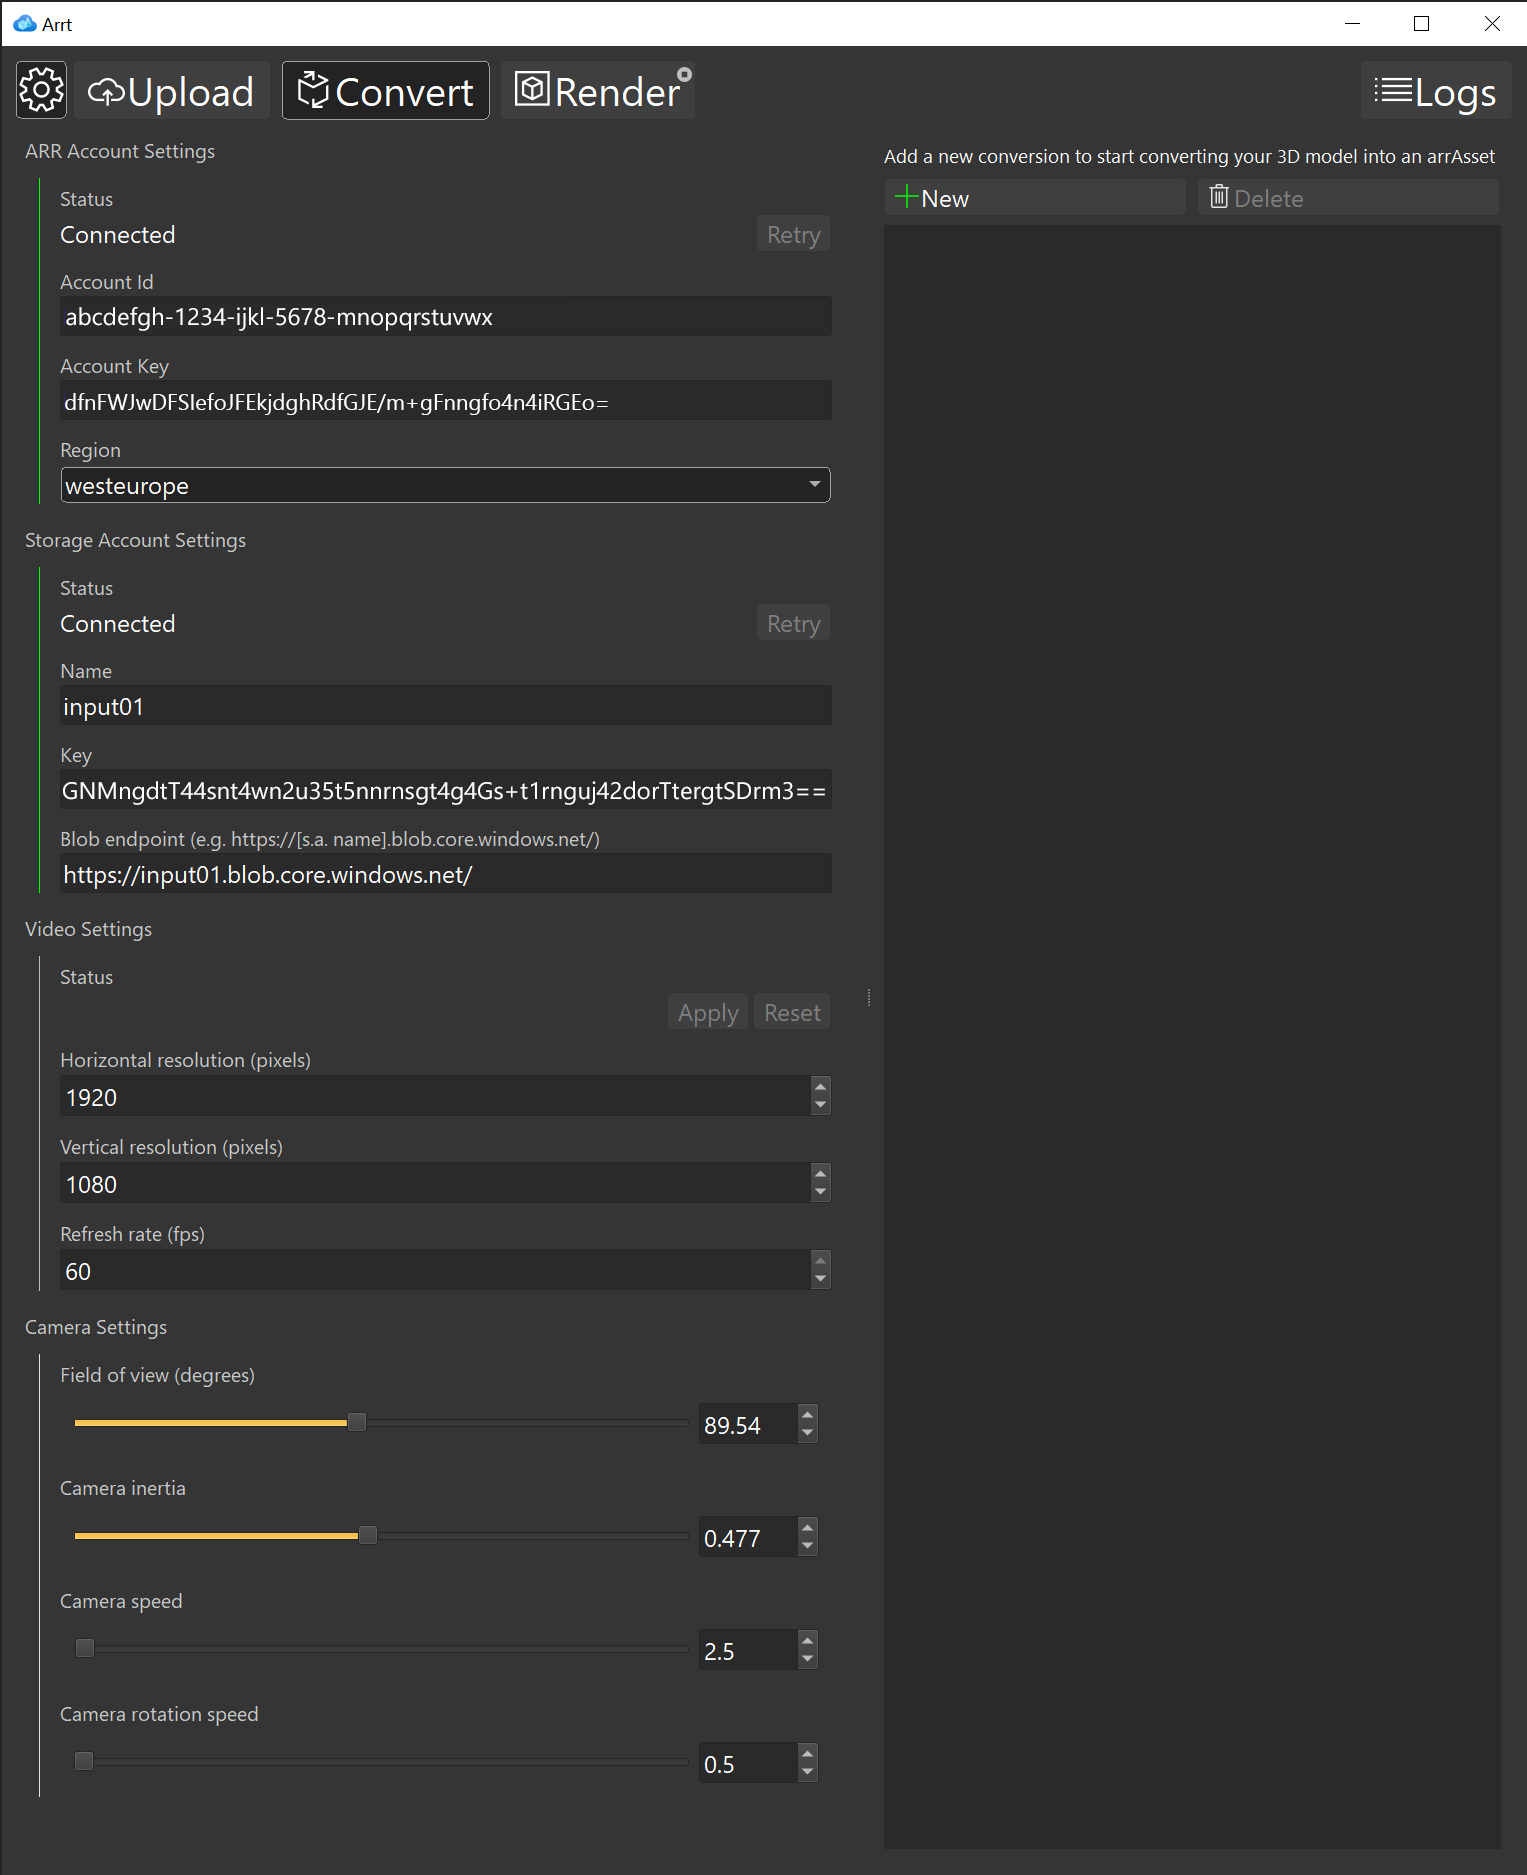 Arrt
Upload
Convert
Render
Logs
ARR Account Settings
Status
Connected
Retry
Account Id
abcdefgh-1234-ijkl-5678-mnopqrstuvwx
Account Key
dfnFWJwDFSIefoJFEkjdghRdfGJE/m+gFnngfo4n4iRGEo=
Region
westeurope
Storage Account Settings
Status
Connected
Retry
Name
input01
Key
GNMngdtT44snt4wn2u35t5nnrnsgt4g4Gs+t1rnguj42dorTtergtSDrm3==
Blob endpoint (e.g. https://[s.a. name].blob.core.windows.net/)
https://input01.blob.core.windows.net/
Video Settings
Status
Apply
Reset
Horizontal resolution (pixels)
1920
Vertical resolution (pixels)
1080
Refresh rate (fps)
60
Camera Settings
Field of view (degrees)
89.54
Camera inertia
0.477
Camera speed
2.5
Camera rotation speed
0.5
Add a new conversion to start converting your 3D model into an arrAsset
New
Delete